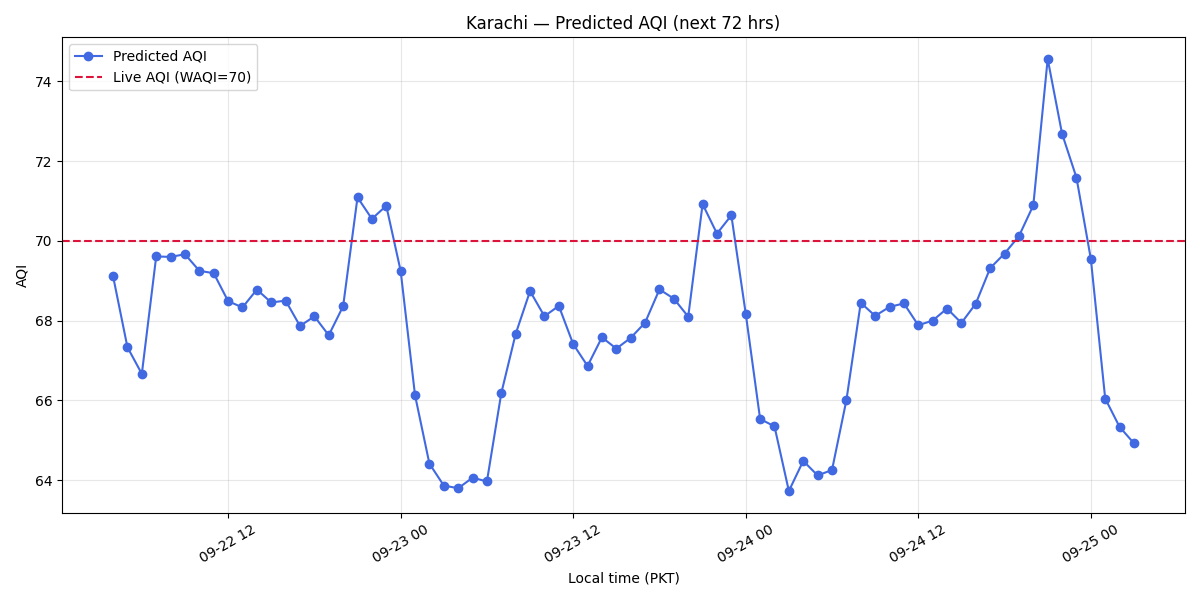 Karachi — Predicted AQI (next 72 hrs)
Predicted AQI
Live AQI (WAQI=70)
AQI
74
72
70
68
66
64
09-22 12
09-23 00
09-23 12
09-24 00
09-24 12
09-25 00
Local time (PKT)